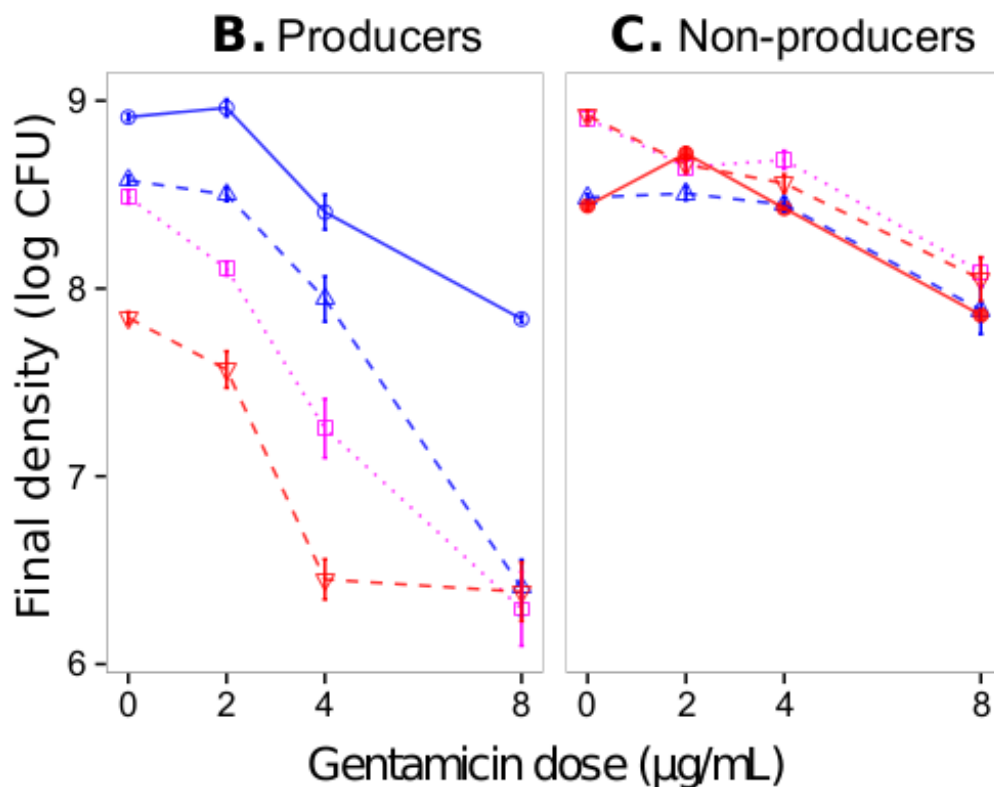 B. Producers
C. Non-producers
Final density (log CFU)
9
8
7
6
0 2 4 8
0 2 4 8
Gentamicin dose (µg/mL)